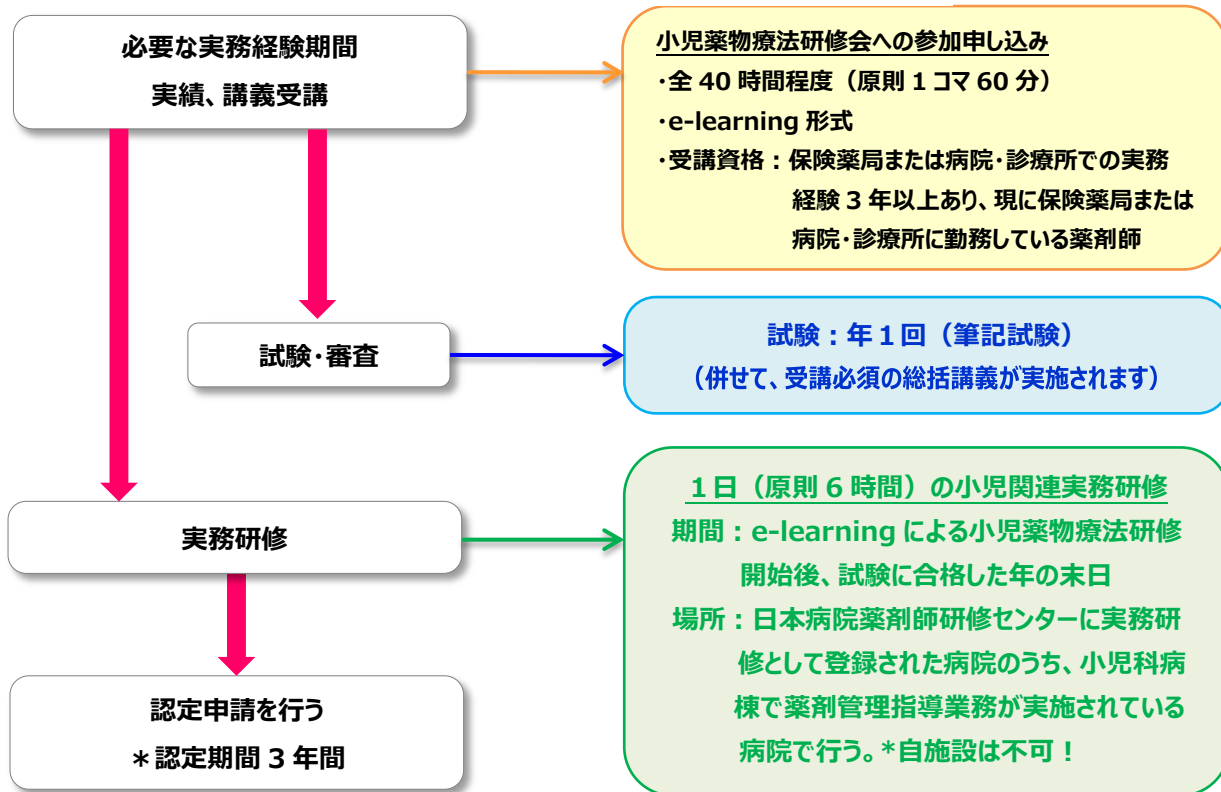 必要な実務経験期間
実績、講義受講
小児薬物療法研修会への参加申し込み
・全 40 時間程度（原則 1 コマ 60 分）
・e-learning 形式
・受講資格：保険薬局または病院・診療所での実務
経験 3 年以上あり、現に保険薬局または
病院・診療所に勤務している薬剤師
試験・審査
試験：年１回（筆記試験）
（併せて、受講必須の総括講義が実施されます）
実務研修
１日（原則 6 時間）の小児関連実務研修
期間：e-learning による小児薬物療法研修
開始後、試験に合格した年の末日
場所：日本病院薬剤師研修センターに実務研
修として登録された病院のうち、小児科病
棟で薬剤管理指導業務が実施されている
病院で行う。*自施設は不可！
認定申請を行う
＊認定期間 3 年間